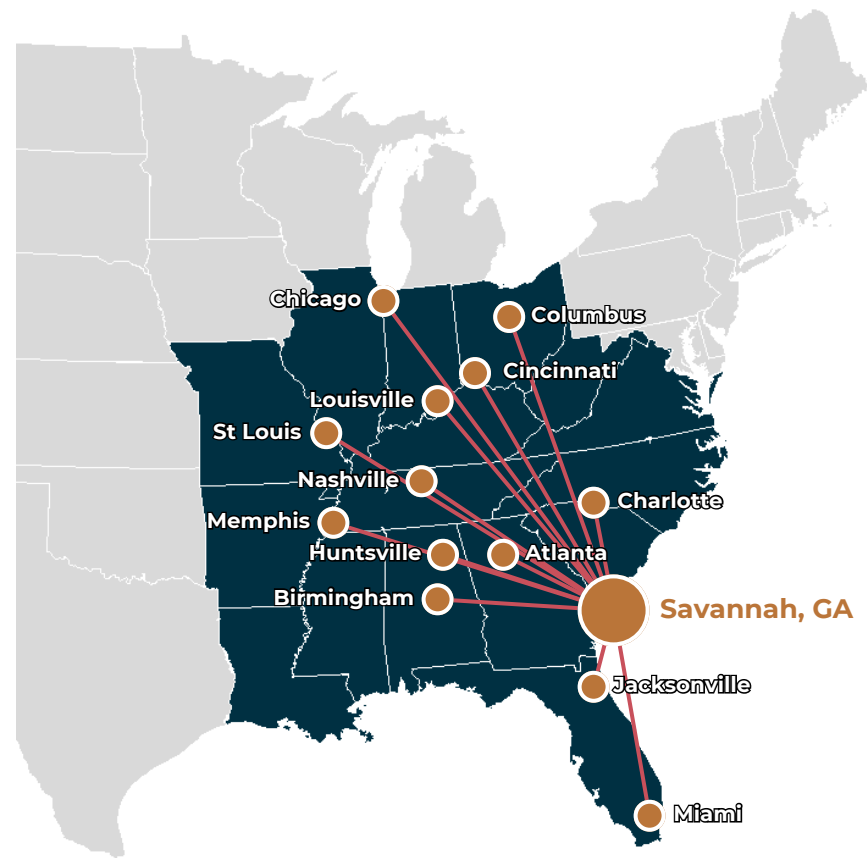 Chicago
Columbus
Cincinnati
Louisville
St Louis
Nashville
Charlotte
Memphis
Huntsville
Atlanta
Birmingham
Savannah, GA
Jacksonville
Miami